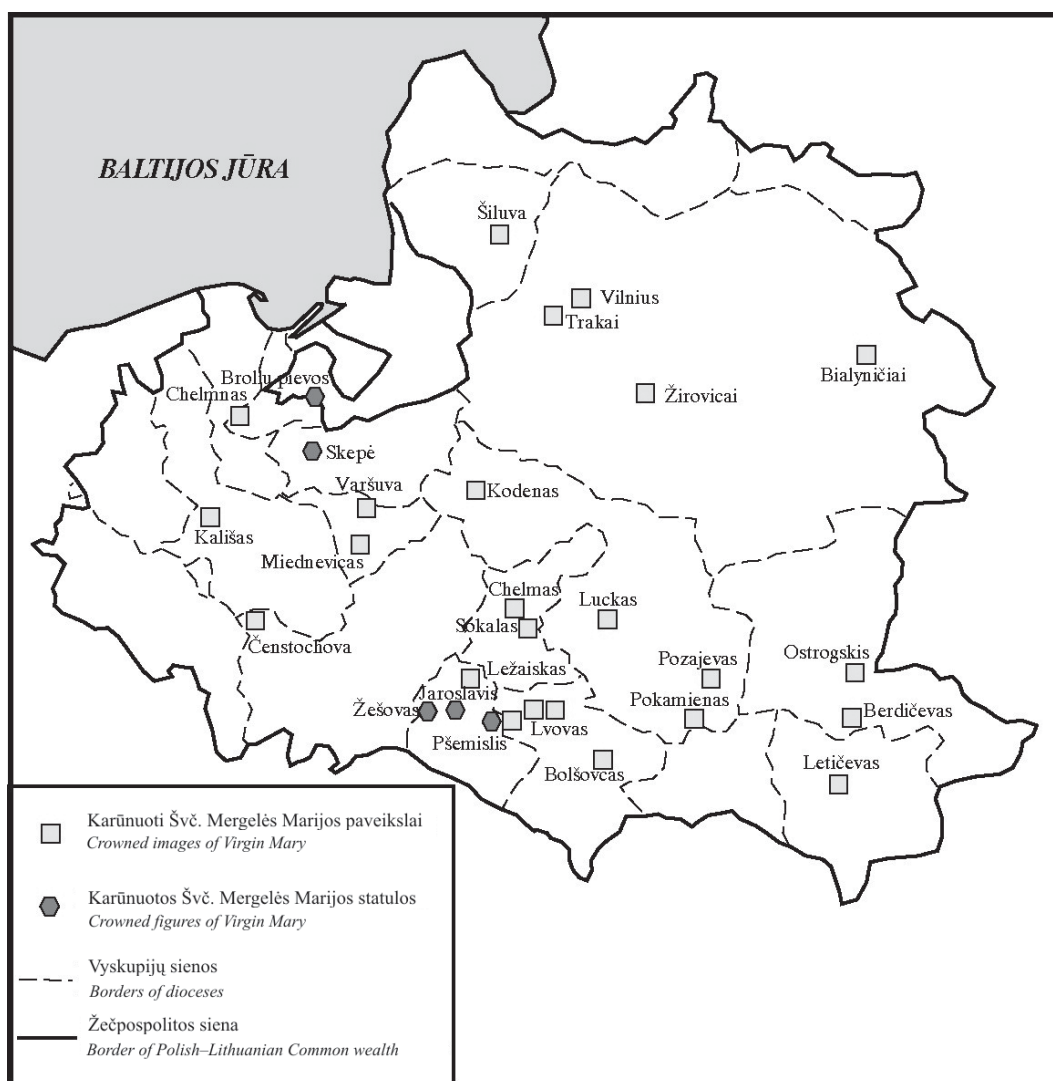 BALTIJOS JŪRA
Šiluva
Vilnius
Trakai
Bialyničiai
Žirovicai
Brolių pievos
Chelmnas
Skepė
Kodenas
Varšuva
Kališas
Miednevicas
Chelmas
Luckas
Sokalas
Čenstochova
Ostrogskis
Pozajevas
Ležaiskas
Jaroslavis
Žešovas
Pokamienas
Berdičevas
Lvovas
Pšemislis
Bolšovcas
Letičevas
Karūnuoti Švč. Mergelės Marijos paveikslai
Crowned images of Virgin Mary
Karūnuotos Švč. Mergelės Marijos statulos
Crowned figures of Virgin Mary
Vyskupijų sienos
Borders of dioceses
Žečpospolitos siena
Border of Polish–Lithuanian Common wealth